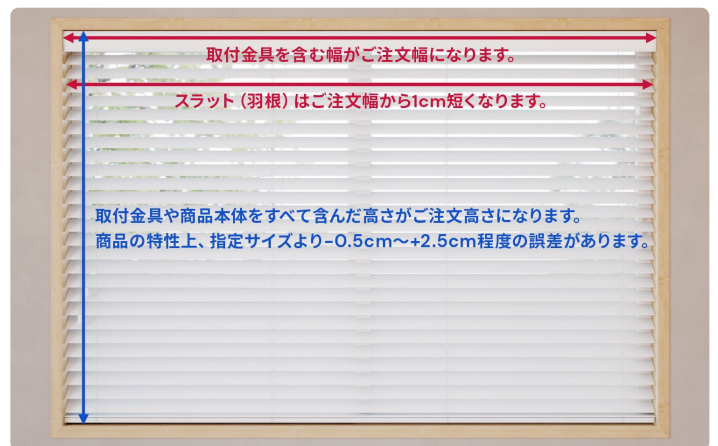 取付金具を含む幅がご注文幅になります。
スラット（羽根）はご注文幅から1cm短くなります。
取付金具や商品本体をすべて含んだ高さがご注文高さになります。
商品の特性上、指定サイズより-0.5cm〜+2.5cm程度の誤差があります。